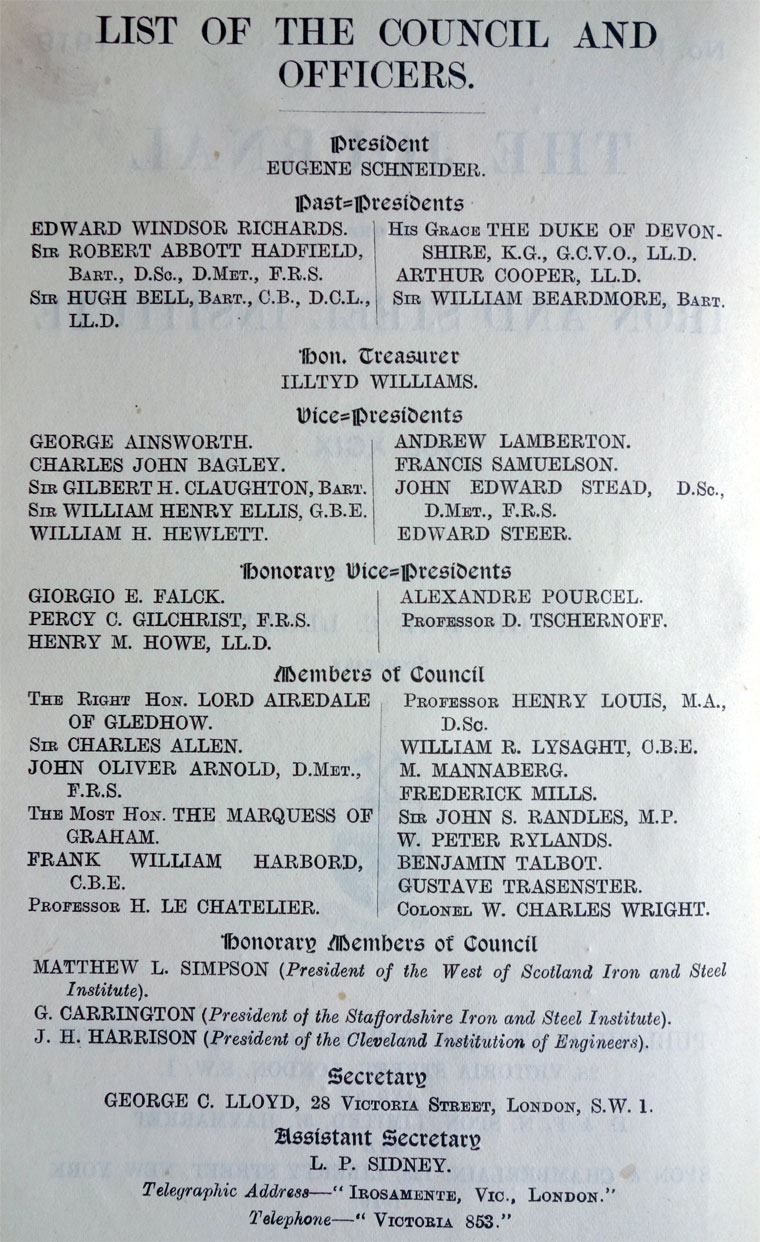 LIST OF THE COUNCIL AND
OFFICERS.
President
EUGENE SCHNEIDER.
Past=Presidents
EDWARD WINDSOR RICHARDS.
SIR ROBERT ABBOTT HADFIELD,
BART., D.Sc., D.MET., F.R.S.
SIR HUGH BELL, BART., C.B., D.C.L.,
LL.D.
HIS GRACE THE DUKE OF DEVON-
SHIRE, K.G., G.C.V.O., LL.D.
ARTHUR COOPER, LL.D.
SIR WILLIAM BEARDMORE, BART.
Hon. Treasurer
ILLTYD WILLIAMS.
Vice=Presidents
GEORGE AINSWORTH.
CHARLES JOHN BAGLEY.
SIR GILBERT H. CLAUGHTON, BART.
SIR WILLIAM HENRY ELLIS, G.B.E.
WILLIAM H. HEWLETT.
ANDREW LAMBERTON.
FRANCIS SAMUELSON.
JOHN EDWARD STEAD, D.Sc.,
D.MET., F.R.S.
EDWARD STEER.
Honorary Vice=Presidents
GIORGIO E. FALCK.
PERCY C. GILCHRIST, F.R.S.
HENRY M. HOWE, LL.D.
ALEXANDRE POURCEL.
PROFESSOR D. TSCHERNOFF.
Members of Council
THE RIGHT HON. LORD AIREDALE
OF GLEDHOW.
SIR CHARLES ALLEN.
JOHN OLIVER ARNOLD, D.MET.,
F.R.S.
THE MOST HON. THE MARQUESS OF
GRAHAM.
FRANK WILLIAM HARBORD,
C.B.E.
PROFESSOR H. LE CHATELIER.
PROFESSOR HENRY LOUIS, M.A.,
D.Sc.
WILLIAM R. LYSAGHT, C.B.E.
M. MANNABERG.
FREDERICK MILLS.
SIR JOHN S. RANDLES, M.P.
W. PETER RYLANDS.
BENJAMIN TALBOT.
GUSTAVE TRASENSTER.
COLONEL W. CHARLES WRIGHT.
Honorary Members of Council
MATTHEW L. SIMPSON (President of the West of Scotland Iron and Steel
Institute).
G. CARRINGTON (President of the Staffordshire Iron and Steel Institute).
J. H. HARRISON (President of the Cleveland Institution of Engineers).
Secretary
GEORGE C. LLOYD, 28 VICTORIA STREET, LONDON, S.W. 1.
Assistant Secretary
L. P. SIDNEY.
Telegraphic Address—“ IROSAMENTE, VIC., LONDON.”
Telephone—“ VICTORIA 853.”